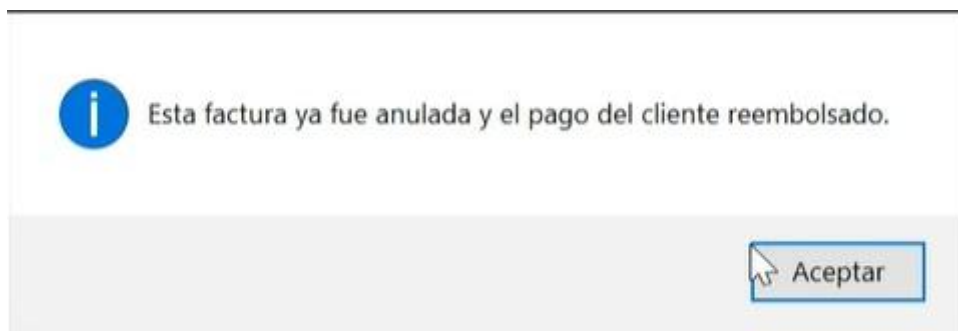 Esta factura ya fue anulada y el pago del cliente reembolsado.
Aceptar